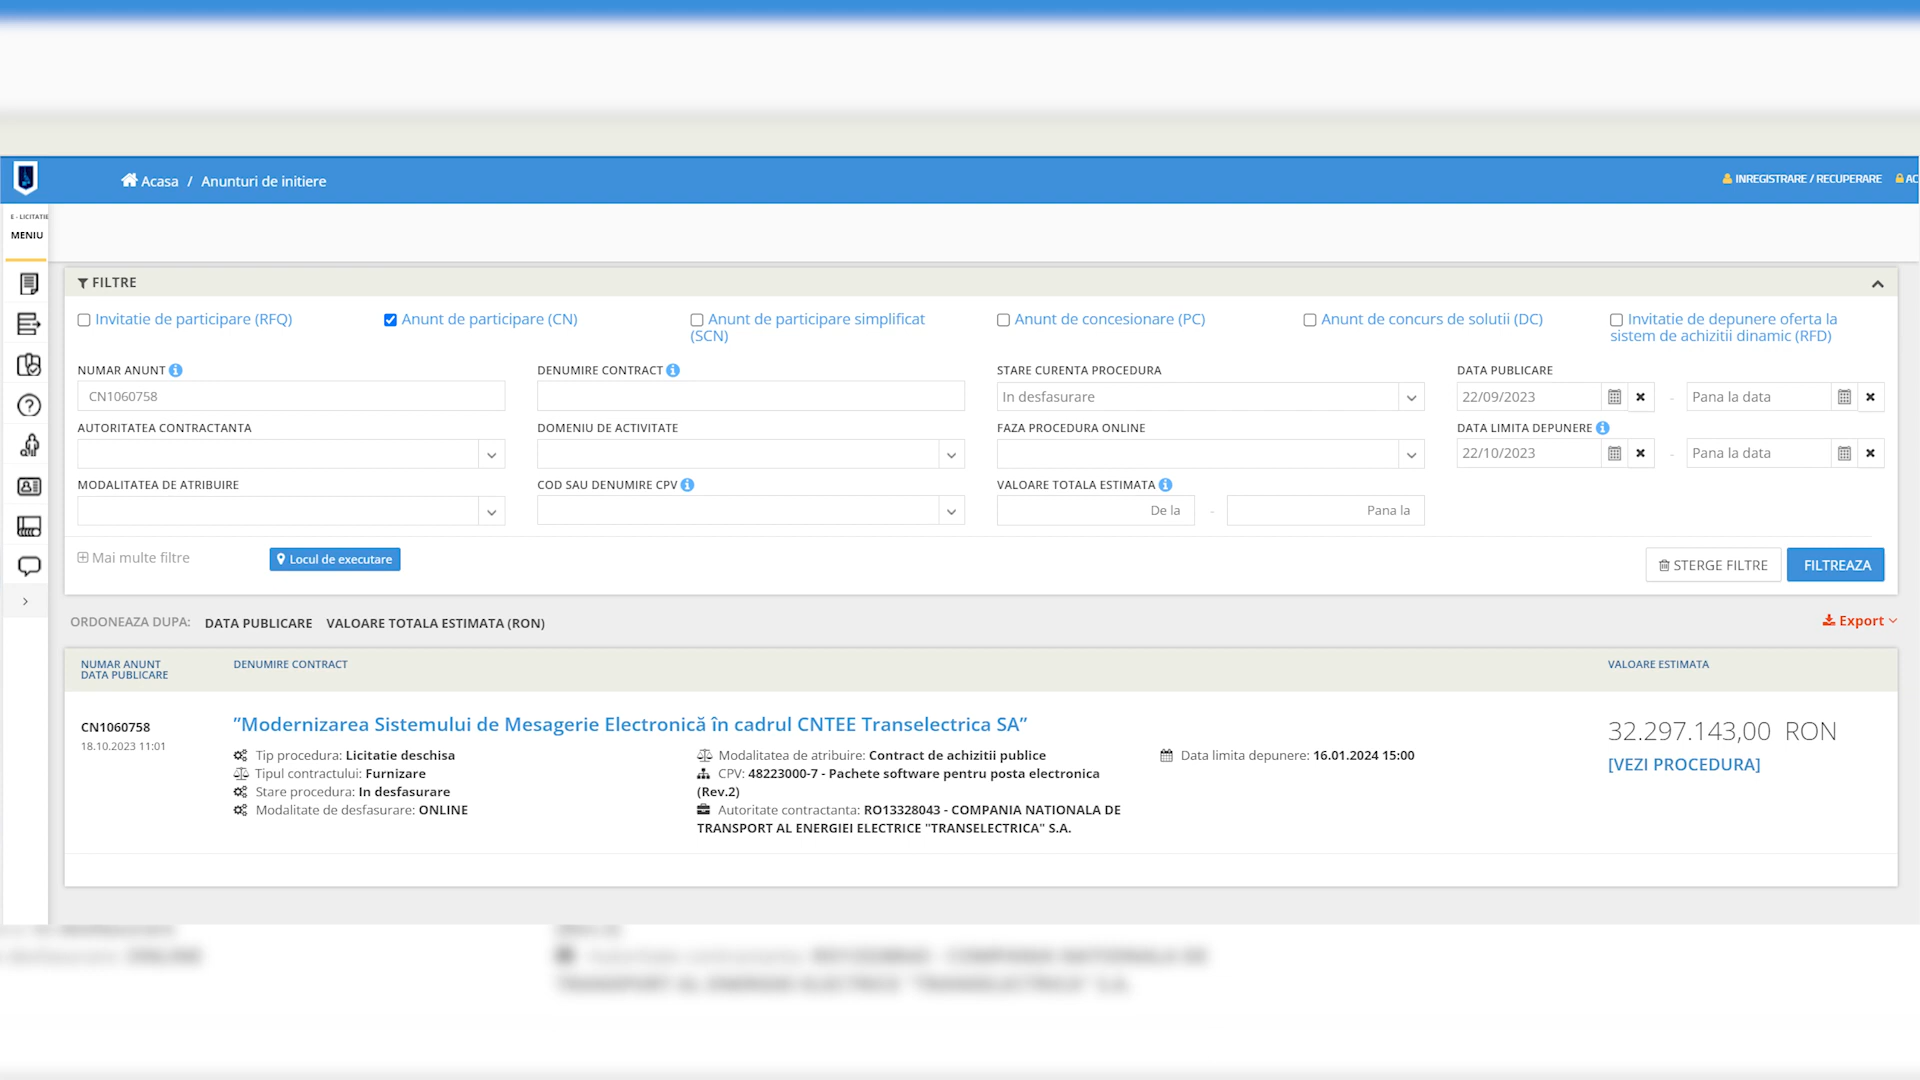 Acasa / Anunturi de initiere
INREGISTRARE / RECUPERARE
E - LICITATIE
MENIU
FILTRE
Invitatie de participare (RFQ)
Anunt de participare (CN)
Anunt de participare simplificat
(SCN)
Anunt de concesionare (PC)
Anunt de concurs de solutii (DC)
Invitatie de depunere oferta la
sistem de achizitii dinamic (RFD)
NUMAR ANUNT
DENUMIRE CONTRACT
STARE CURENTA PROCEDURA
DATA PUBLICARE
CN1060758
In desfasurare
22/09/2023
-
Pana la data
AUTORITATEA CONTRACTANTA
DOMENIU DE ACTIVITATE
FAZA PROCEDURA ONLINE
DATA LIMITA DEPUNERE
22/10/2023
-
Pana la data
MODALITATEA DE ATRIBUIRE
COD SAU DENUMIRE CPV
VALOARE TOTALA ESTIMATA
De la
-
Pana la
Mai multe filtre
Locul de executare
STERGE FILTRE
FILTREAZA
ORDONEAZA DUPA: DATA PUBLICARE VALOARE TOTALA ESTIMATA (RON)
Export
NUMAR ANUNT
DATA PUBLICARE
DENUMIRE CONTRACT
VALOARE ESTIMATA
CN1060758
18.10.2023 11:01
”Modernizarea Sistemului de Mesagerie Electronică în cadrul CNTEE Transelectrica SA”
Tip procedura: Licitatie deschisa
Tipul contractului: Furnizare
Stare procedura: In desfasurare
Modalitate de desfasurare: ONLINE
Modalitatea de atribuire: Contract de achizitii publice
CPV: 48223000-7 - Pachete software pentru posta electronica
(Rev.2)
Autoritate contractanta: RO13328043 - COMPANIA NATIONALA DE
TRANSPORT AL ENERGIEI ELECTRICE "TRANSELECTRICA" S.A.
Data limita depunere: 16.01.2024 15:00
32.297.143,00 RON
[VEZI PROCEDURA]